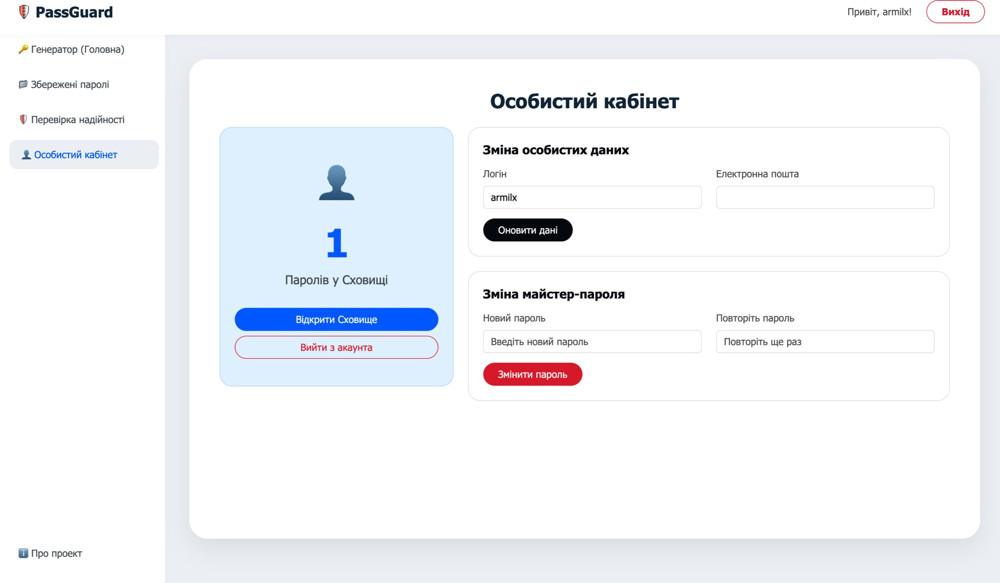 PassGuard
Привіт, armilx!
Вихід
Генератор (Головна)
Збережені паролі
Перевірка надійності
Особистий кабінет
Про проект
Особистий кабінет
1
Паролів у Сховищі
Відкрити Сховище
Вийти з акаунта
Зміна особистих даних
Логін
armilx
Електронна пошта
Оновити дані
Зміна майстер-пароля
Новий пароль
Введіть новий пароль
Повторіть пароль
Повторіть ще раз
Змінити пароль